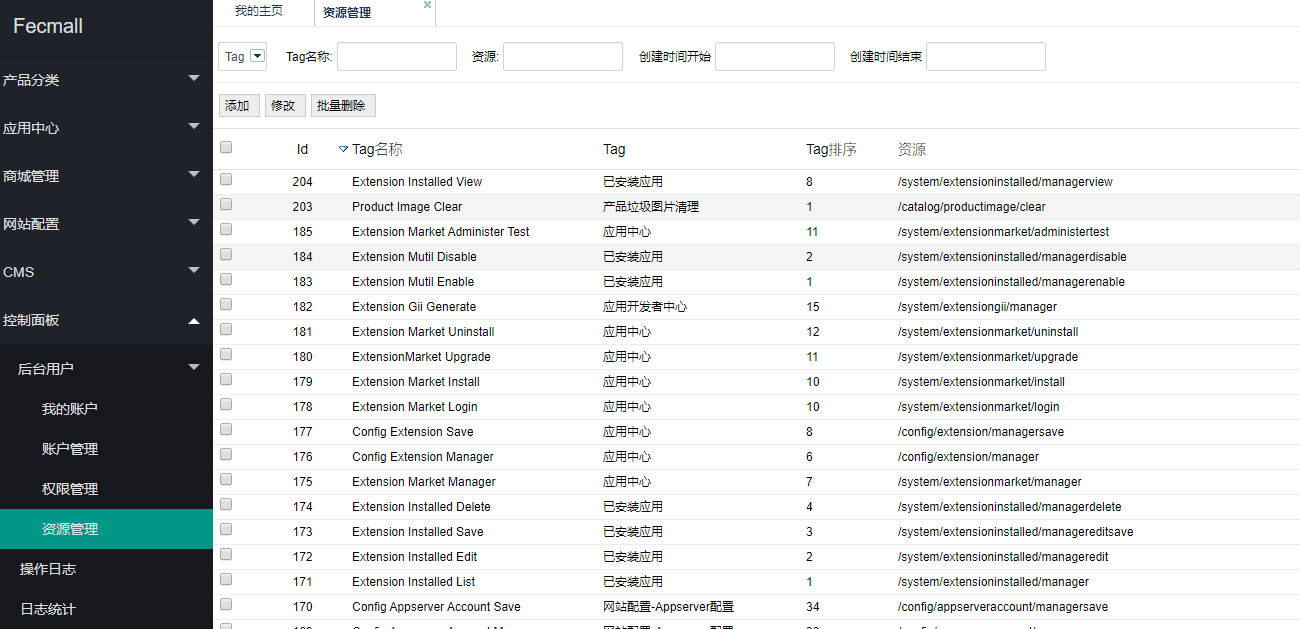 Fecmall
产品分类
应用中心
商城管理
网站配置
CMS
控制面板
后台用户
我的账户
账户管理
权限管理
资源管理
操作日志
日志统计
我的主页 资源管理
Tag Tag名称: 资源: 创建时间开始 创建时间结束
添加 修改 批量删除
Id Tag名称 Tag Tag排序 资源
204 Extension Installed View 已安装应用 8 /system/extensioninstalled/managerview
203 Product Image Clear 产品垃圾图片清理 1 /catalog/productimage/clear
185 Extension Market Administer Test 应用中心 11 /system/extensionmarket/administertest
184 Extension Mutil Disable 已安装应用 2 /system/extensioninstalled/managerdisable
183 Extension Mutil Enable 已安装应用 1 /system/extensioninstalled/managerenable
182 Extension Gii Generate 应用开发者中心 15 /system/extensiongii/manager
181 Extension Market Uninstall 应用中心 12 /system/extensionmarket/uninstall
180 ExtensionMarket Upgrade 应用中心 11 /system/extensionmarket/upgrade
179 Extension Market Install 应用中心 10 /system/extensionmarket/install
178 Extension Market Login 应用中心 10 /system/extensionmarket/login
177 Config Extension Save 应用中心 8 /config/extension/managersave
176 Config Extension Manager 应用中心 6 /config/extension/manager
175 Extension Market Manager 应用中心 7 /system/extensionmarket/manager
174 Extension Installed Delete 已安装应用 4 /system/extensioninstalled/managerdelete
173 Extension Installed Save 已安装应用 3 /system/extensioninstalled/managereditsave
172 Extension Installed Edit 已安装应用 2 /system/extensioninstalled/manageredit
171 Extension Installed List 已安装应用 1 /system/extensioninstalled/manager
170 Config Appserver Account Save 网站配置-Appserver配置 34 /config/appserveraccount/managersave